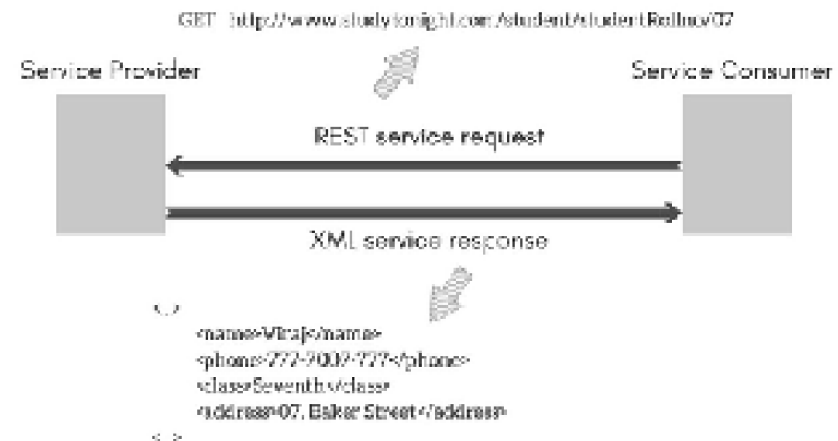 GET http://www.studytonight.com/student/studentRollno/07
Service Provider
Service Consumer
REST service request
XML service response
< >
<name>Viraj</name>
<phone>777-7007-777</phone>
<class>Seventh</class>
<address>07, Baker Street</address>
< >